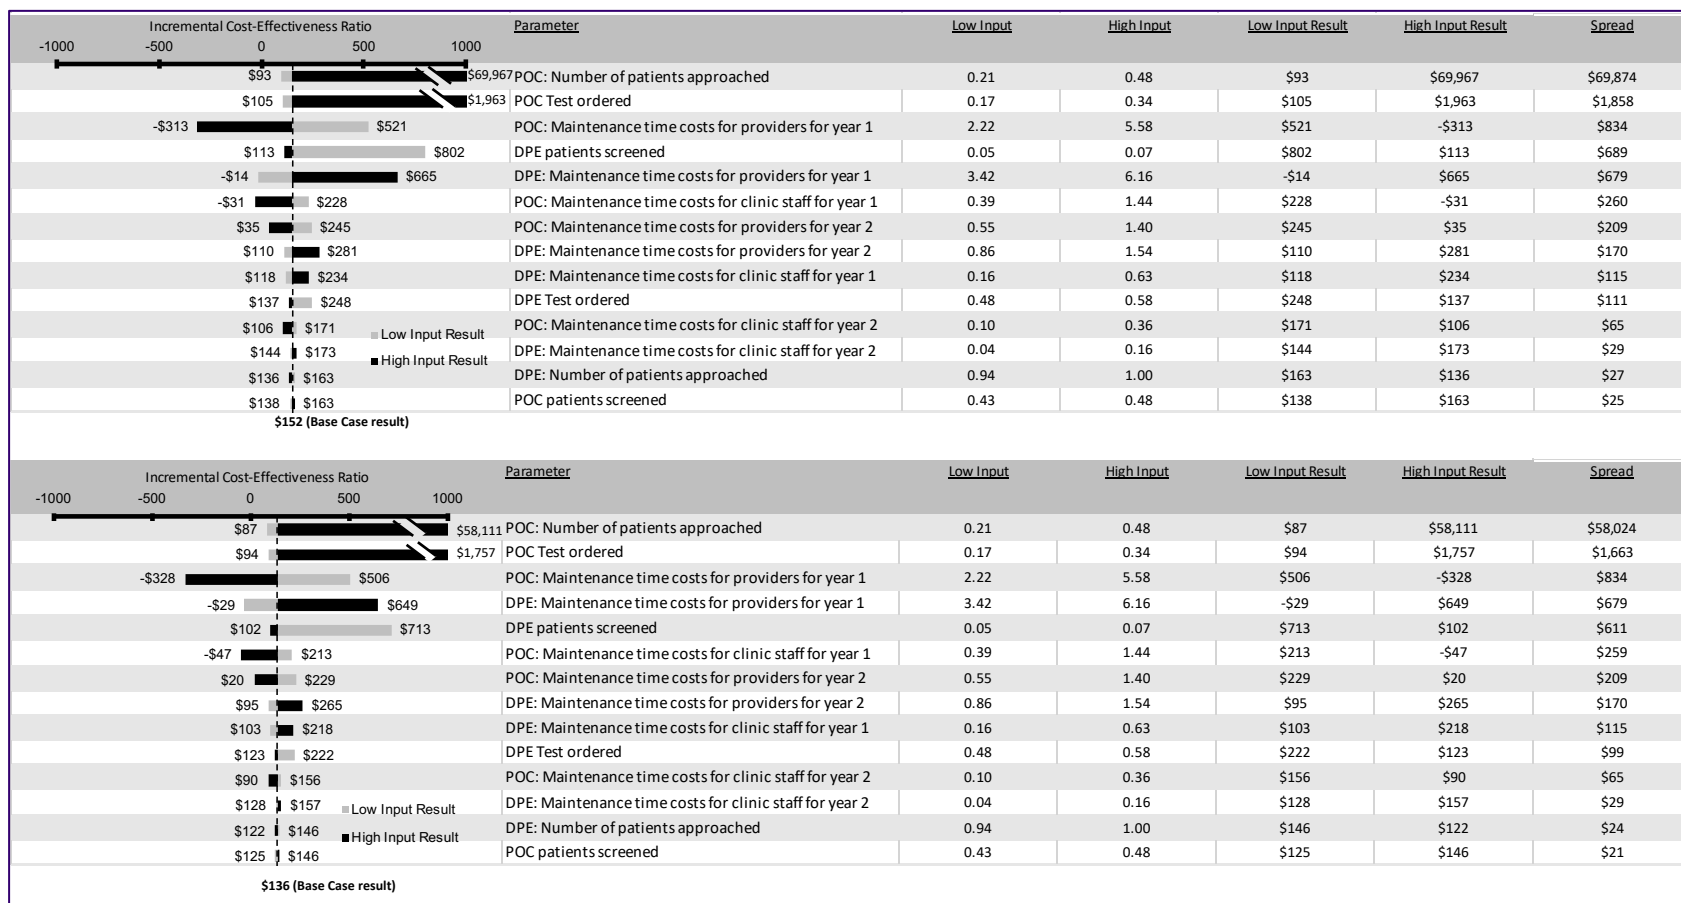 Incremental Cost-Effectiveness Ratio Parameter Low Input High Input Low Input Result High Input Result Spread
-1000 -500 0 500 1000
$93 $69,967 POC: Number of patients approached 0.21 0.48 $93 $69,967 $69,874
$105 $1,963 POC Test ordered 0.17 0.34 $105 $1,963 $1,858
-$313 $521 POC: Maintenance time costs for providers for year 1 2.22 5.58 $521 -$313 $834
$113 $802 DPE patients screened 0.05 0.07 $802 $113 $689
-$14 $665 DPE: Maintenance time costs for providers for year 1 3.42 6.16 -$14 $665 $679
-$31 $228 POC: Maintenance time costs for clinic staff for year 1 0.39 1.44 $228 -$31 $260
$35 $245 POC: Maintenance time costs for providers for year 2 0.55 1.40 $245 $35 $209
$110 $281 DPE: Maintenance time costs for providers for year 2 0.86 1.54 $110 $281 $170
$118 $234 DPE: Maintenance time costs for clinic staff for year 1 0.16 0.63 $118 $234 $115
$137 $248 DPE Test ordered 0.48 0.58 $248 $137 $111
$106 $171 POC: Maintenance time costs for clinic staff for year 2 0.10 0.36 $171 $106 $65
Low Input Result
$144 $173 DPE: Maintenance time costs for clinic staff for year 2 0.04 0.16 $144 $173 $29
High Input Result
$136 $163 DPE: Number of patients approached 0.94 1.00 $163 $136 $27
$138 $163 POC patients screened 0.43 0.48 $138 $163 $25
$152 (Base Case result)
Incremental Cost-Effectiveness Ratio Parameter Low Input High Input Low Input Result High Input Result Spread
-1000 -500 0 500 1000
$87 $58,111 POC: Number of patients approached 0.21 0.48 $87 $58,111 $58,024
$94 $1,757 POC Test ordered 0.17 0.34 $94 $1,757 $1,663
-$328 $506 POC: Maintenance time costs for providers for year 1 2.22 5.58 $506 -$328 $834
-$29 $649 DPE: Maintenance time costs for providers for year 1 3.42 6.16 -$29 $649 $679
$102 $713 DPE patients screened 0.05 0.07 $713 $102 $611
-$47 $213 POC: Maintenance time costs for clinic staff for year 1 0.39 1.44 $213 -$47 $259
$20 $229 POC: Maintenance time costs for providers for year 2 0.55 1.40 $229 $20 $209
$95 $265 DPE: Maintenance time costs for providers for year 2 0.86 1.54 $95 $265 $170
$103 $218 DPE: Maintenance time costs for clinic staff for year 1 0.16 0.63 $103 $218 $115
$123 $222 DPE Test ordered 0.48 0.58 $222 $123 $99
$90 $156 POC: Maintenance time costs for clinic staff for year 2 0.10 0.36 $156 $90 $65
$128 $157 DPE: Maintenance time costs for clinic staff for year 2 0.04 0.16 $128 $157 $29
Low Input Result
$122 $146 DPE: Number of patients approached 0.94 1.00 $146 $122 $24
High Input Result
$125 $146 POC patients screened 0.43 0.48 $125 $146 $21
$136 (Base Case result)